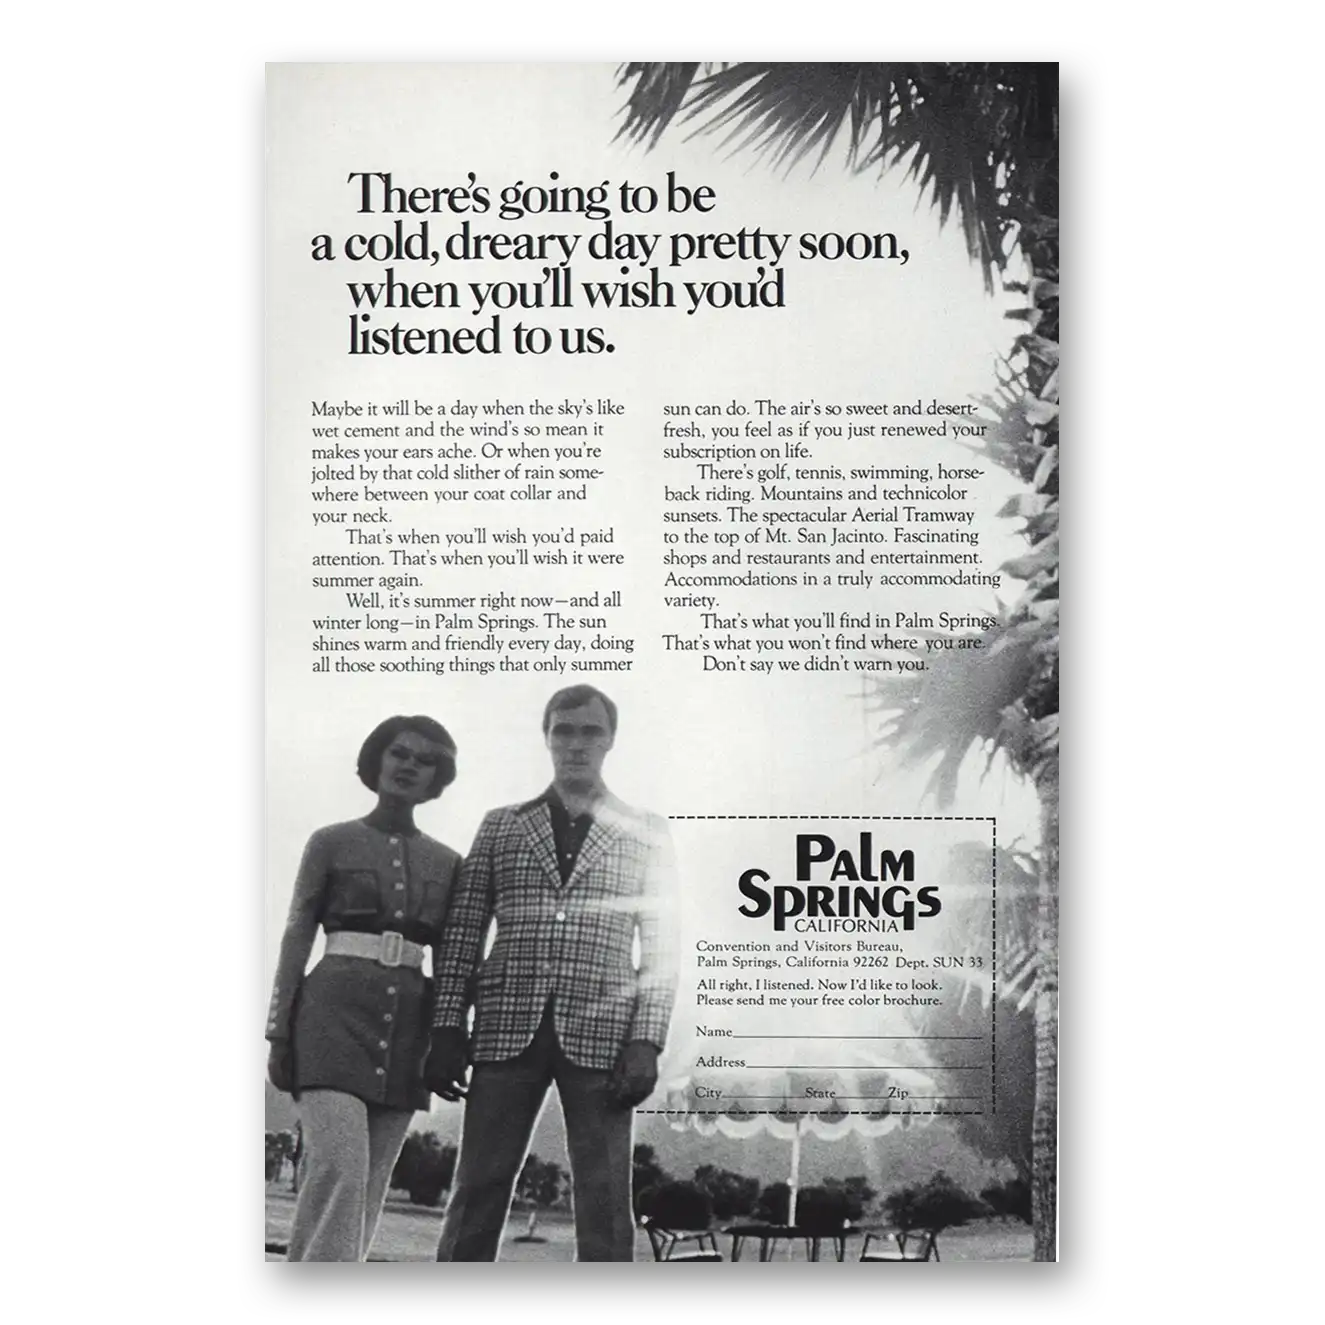 There's going to be
a cold, dreary day pretty soon,
when you'll wish you'd
listened to us.
Maybe it will be a day when the sky's like
wet cement and the wind's so mean it
makes your ears ache. Or when you're
jolted by that cold slither of rain some-
where between your coat collar and
your neck.
That's when you'll wish you'd paid
attention. That's when you'll wish it were
summer again.
Well, it's summer right now—and all
winter long—in Palm Springs. The sun
shines warm and friendly every day, doing
all those soothing things that only summer
sun can do. The air's so sweet and desert-
fresh, you feel as if you just renewed your
subscription on life.
There's golf, tennis, swimming, horse-
back riding. Mountains and technicolor
sunsets. The spectacular Aerial Tramway
to the top of Mt. San Jacinto. Fascinating
shops and restaurants and entertainment.
Accommodations in a truly accommodating
variety.
That's what you'll find in Palm Springs.
That's what you won't find where you are.
Don't say we didn't warn you.
PALM
SPRINGS
CALIFORNIA
Convention and Visitors Bureau,
Palm Springs, California 92262 Dept. SUN 33
All right, I listened. Now I'd like to look.
Please send me your free color brochure.
Name
Address
City State Zip